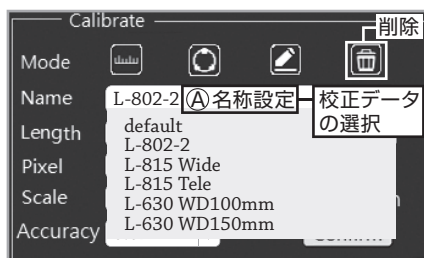 Calibrate
削除
Mode
Name L-802-2 Ⓐ名称設定 校正データの選択
Length
default
L-802-2
L-815 Wide
Pixel
L-815 Tele
Scale
L-630 WD100mm
L-630 WD150mm
Accuracy